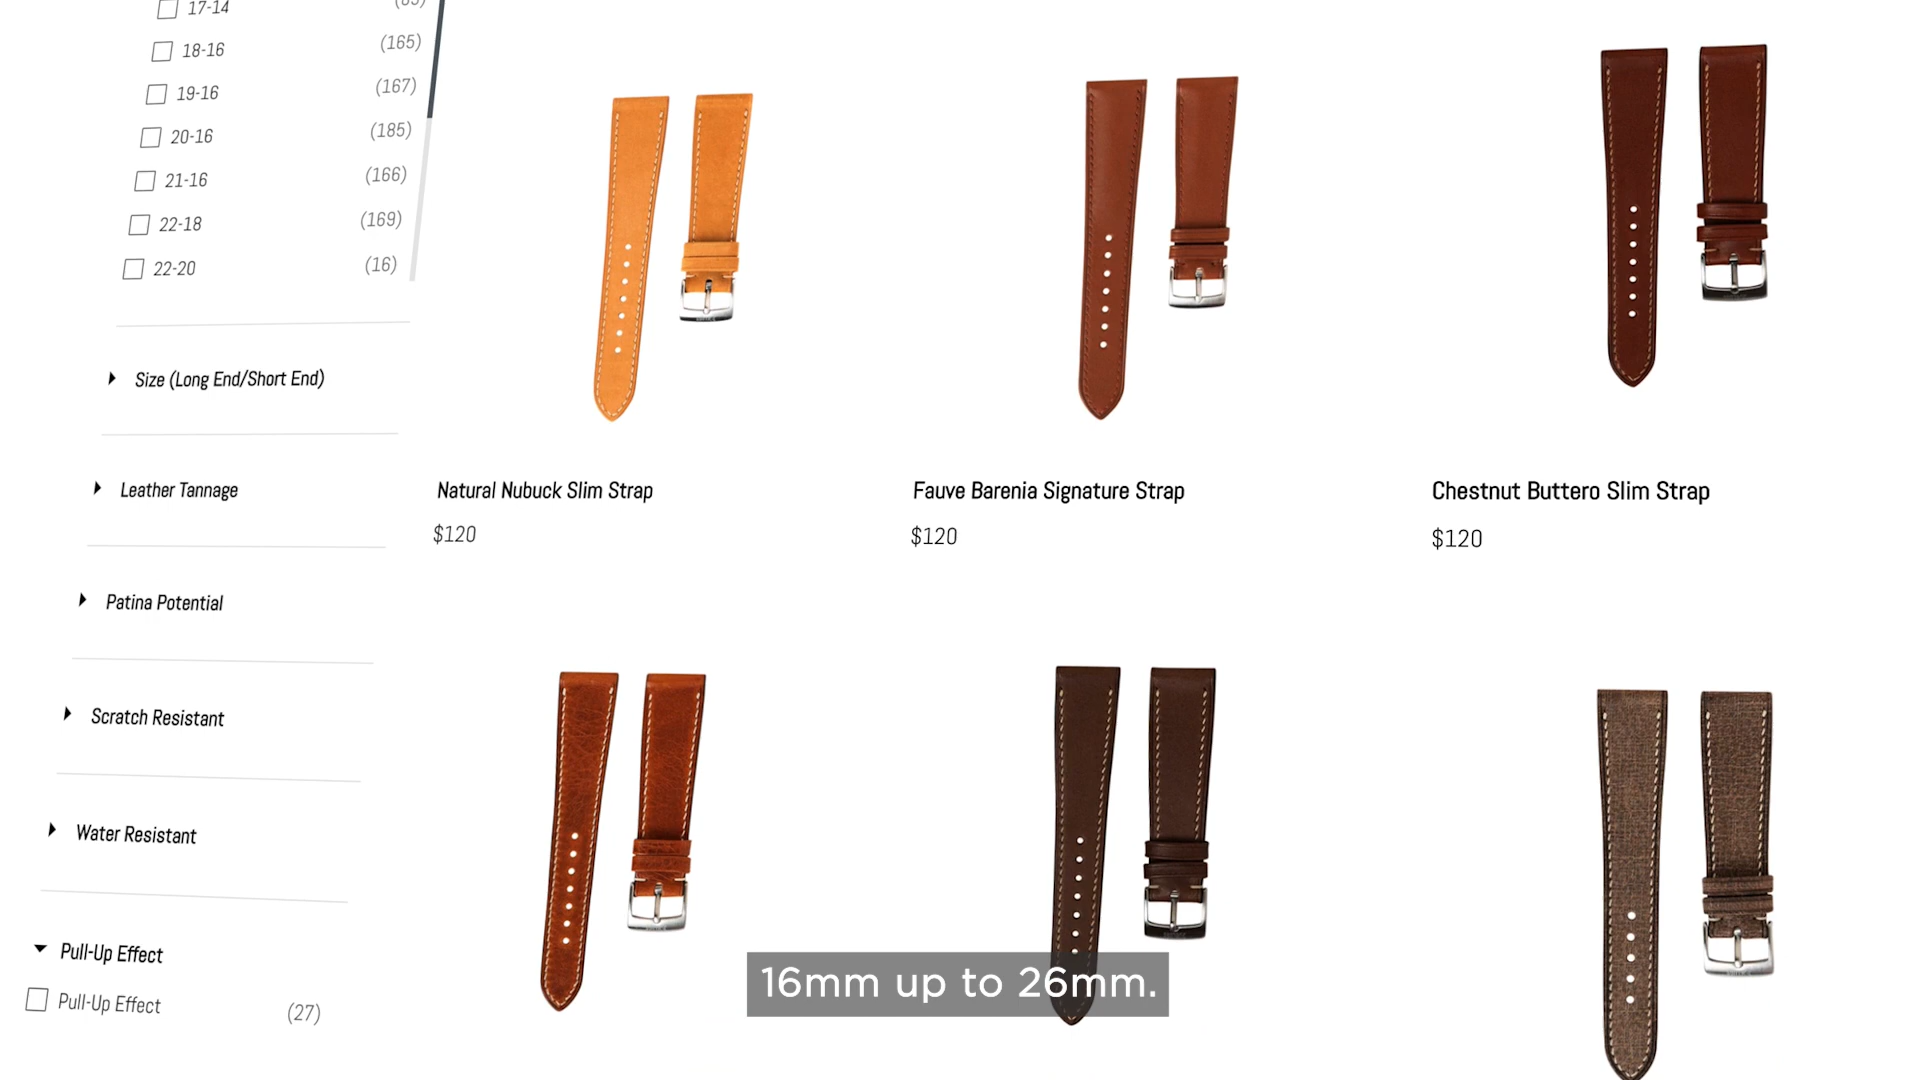 17-14
18-16 (165)
19-16 (167)
20-16 (185)
21-16 (166)
22-18 (169)
22-20 (16)
Size (Long End/Short End)
Leather Tannage
Patina Potential
Scratch Resistant
Water Resistant
Pull-Up Effect
Pull-Up Effect (27)
Natural Nubuck Slim Strap
$120
Fauve Barenia Signature Strap
$120
Chestnut Buttero Slim Strap
$120
16mm up to 26mm.